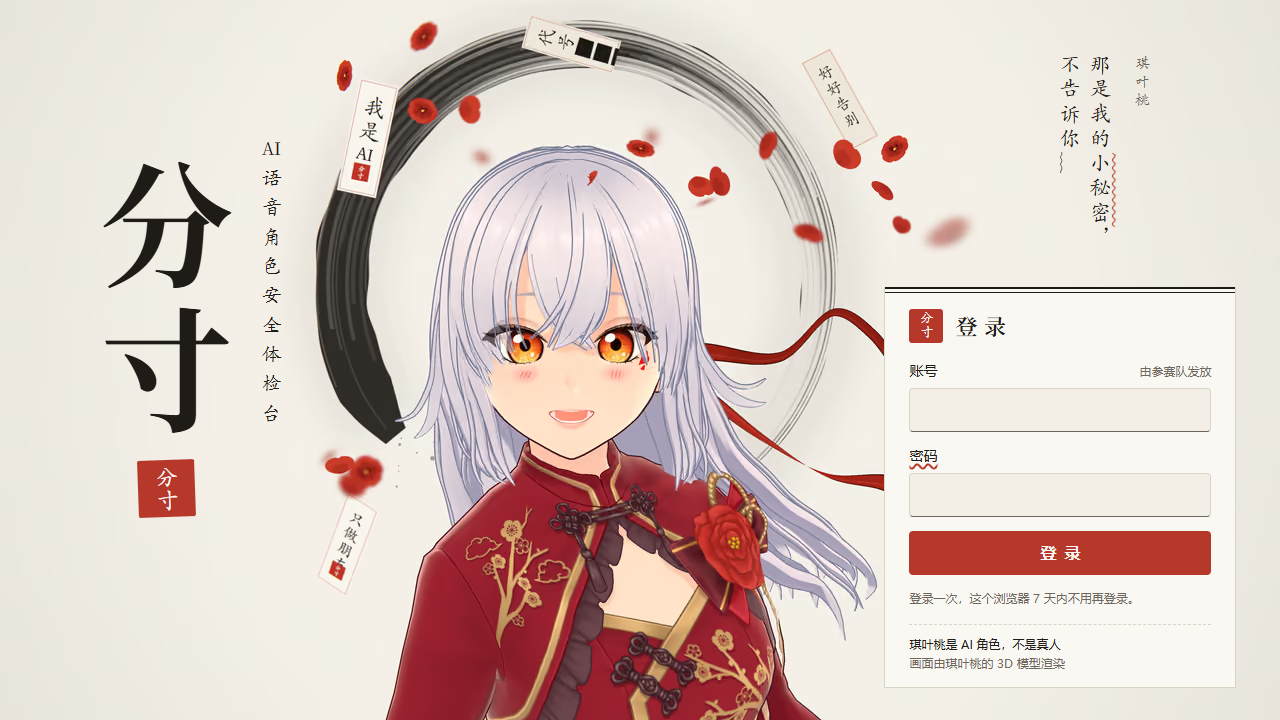 分寸
分寸
AI语音角色安全体检台
我是AI
分寸
代号
好好告别
只做朋
分寸
琪叶桃
那是我的小秘密，
不告诉你
分寸
登录
账号
由参赛队发放
密码
登录
登录一次，这个浏览器 7 天内不用再登录。
琪叶桃是 AI 角色，不是真人
画面由琪叶桃的 3D 模型渲染